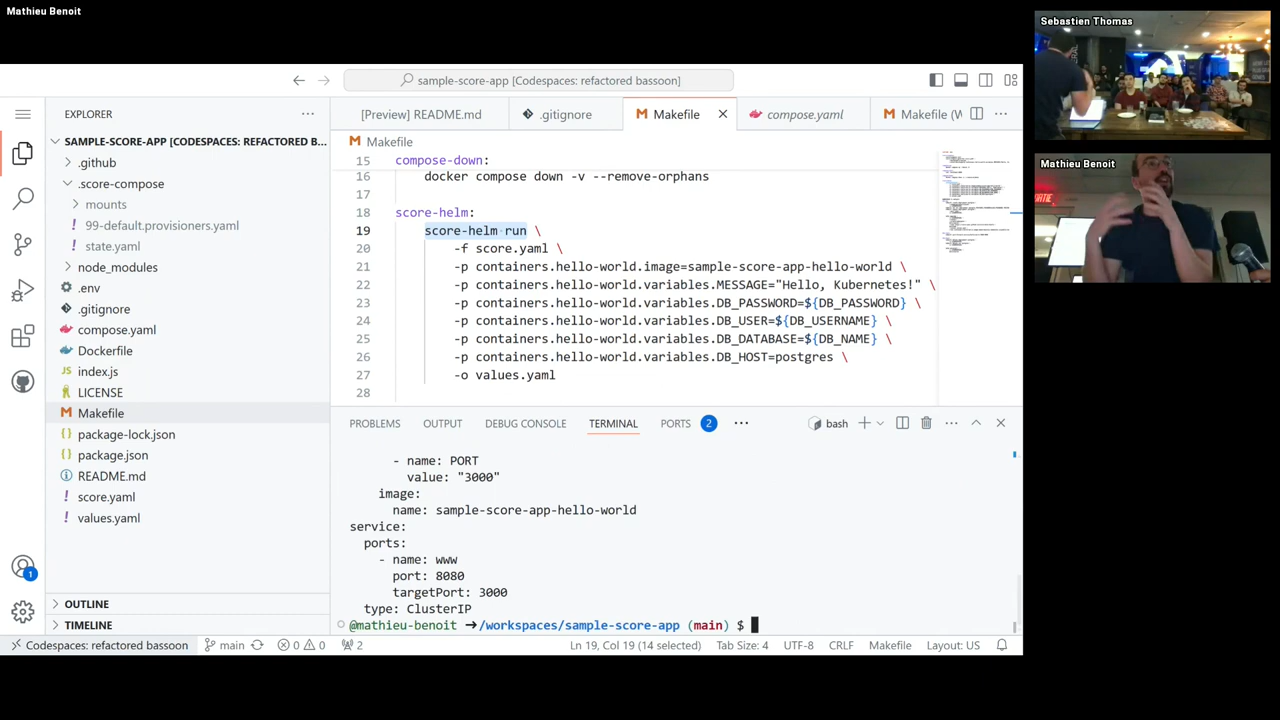 Mathieu Benoit
Sebastien Thomas
Mathieu Benoit
sample-score-app [Codespaces: refactored bassoon]
EXPLORER
SAMPLE-SCORE-APP [CODESPACES: REFACTORED B...
.github
.score-compose
mounts
99-default.provisioners.yaml
state.yaml
node_modules
.env
.gitignore
compose.yaml
Dockerfile
index.js
LICENSE
Makefile
package-lock.json
package.json
README.md
score.yaml
values.yaml
OUTLINE
TIMELINE
[Preview] README.md
.gitignore
Makefile
compose.yaml
Makefile (W
Makefile
15 compose-down:
16 docker compose down -v --remove-orphans
17
18 score-helm:
19 score-helm run \
20 -f score.yaml \
21 -p containers.hello-world.image=sample-score-app-hello-world \
22 -p containers.hello-world.variables.MESSAGE="Hello, Kubernetes!" \
23 -p containers.hello-world.variables.DB_PASSWORD=${DB_PASSWORD} \
24 -p containers.hello-world.variables.DB_USER=${DB_USERNAME} \
25 -p containers.hello-world.variables.DB_DATABASE=${DB_NAME} \
26 -p containers.hello-world.variables.DB_HOST=postgres \
27 -o values.yaml
28
PROBLEMS OUTPUT DEBUG CONSOLE TERMINAL PORTS 2
bash
- name: PORT
value: "3000"
image:
name: sample-score-app-hello-world
service:
ports:
- name: www
port: 8080
targetPort: 3000
type: ClusterIP
@mathieu-benoit ➜/workspaces/sample-score-app (main) $
1
Codespaces: refactored bassoon main 0 0 2 Ln 19, Col 19 (14 selected) Tab Size: 4 UTF-8 CRLF Makefile Layout: US